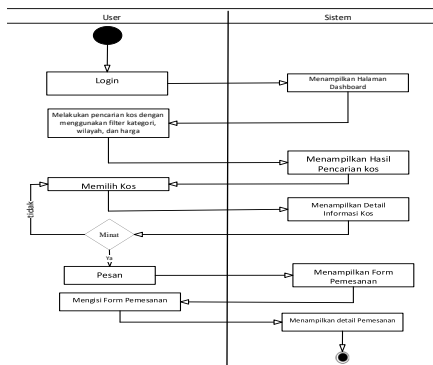 User
Sistem
Login
Menampilkan Halaman
Dashboard
Melakukan pencarian kos dengan
menggunakan filter kategori,
wilayah, dan harga
Menampilkan Hasil
Pencarian kos
Memilih Kos
Menampilkan Detail
Informasi Kos
tidak
Minat
Ya
Pesan
Menampilkan Form
Pemesanan
Mengisi Form Pemesanan
Menampilkan detail Pemesanan